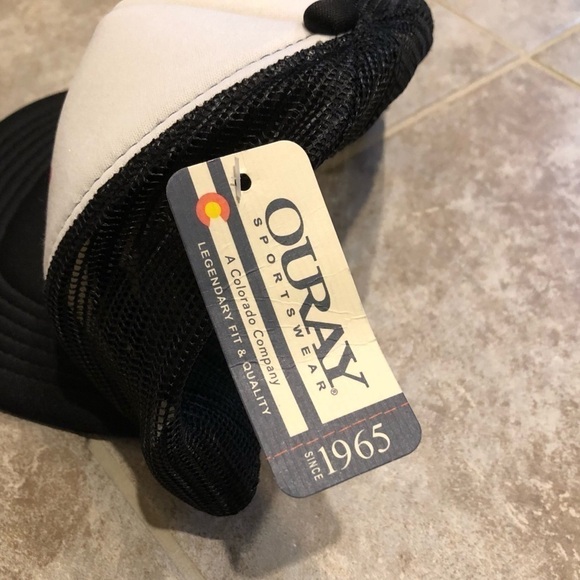 OURAY
SPORTSWEAR®
A Colorado Company
LEGENDARY FIT & QUALITY
SINCE 1965